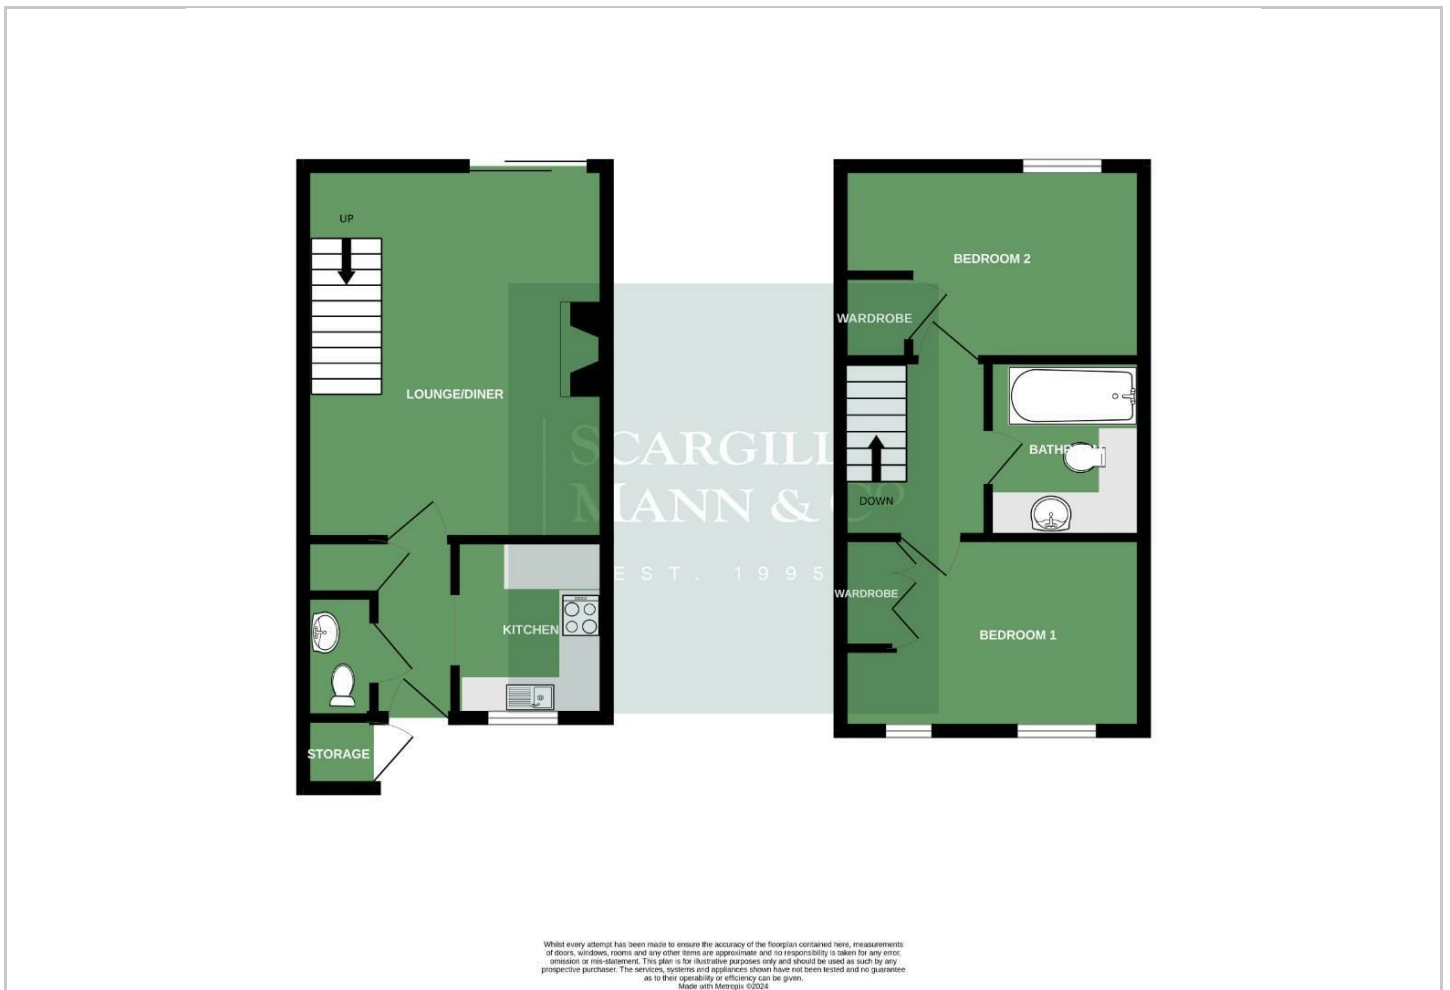 UP
BEDROOM 2
WARDROBE
LOUNGE/DINER
SCARGILL
MANN & CO
BATHROOM
DOWN
EST. 1995
WARDROBE
KITCHEN
BEDROOM 1
STORAGE
Whilst every attempt has been made to ensure the accuracy of the floorplan contained here, measurements
of doors, windows, rooms and any other items are approximate and no responsibility is taken for any error,
omission or mis-statement. This plan is for illustrative purposes only and should be used as such by any
prospective purchaser. The services, systems and appliances shown have not been tested and no guarantee
as to their operability or efficiency can be given.
Made with Metropix ©2024